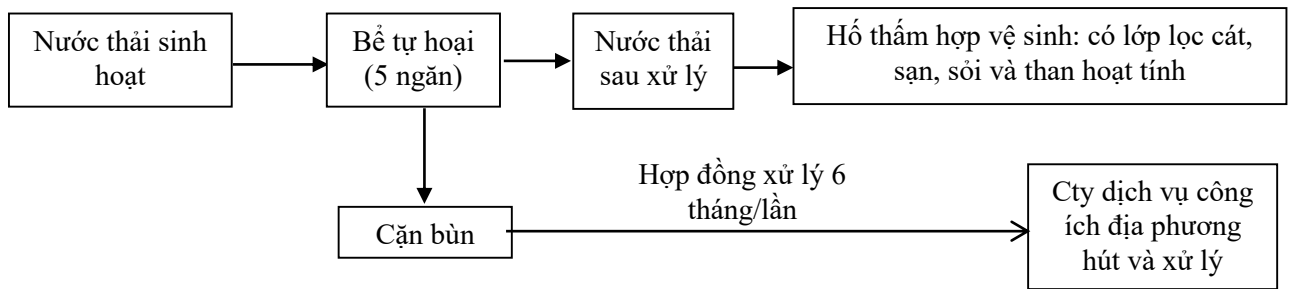 Nước thải sinh
hoạt
Bể tự hoại
(5 ngăn)
Nước thải
sau xử lý
Hố thấm hợp vệ sinh: có lớp lọc cát,
sạn, sỏi và than hoạt tính
Hợp đồng xử lý 6
tháng/lần
Cặn bùn
Cty dịch vụ công
ích địa phương
hút và xử lý